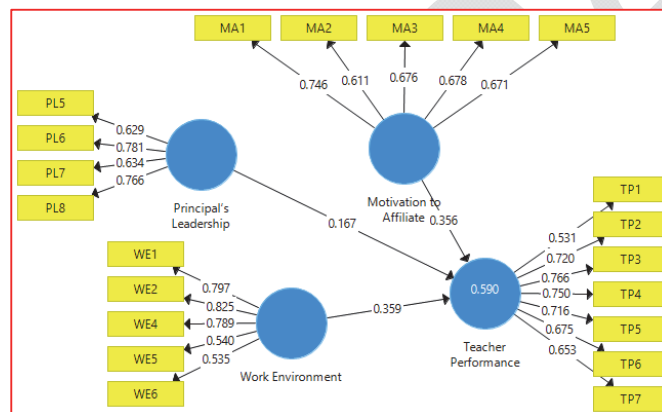 MA1 MA2 MA3 MA4 MA5
0.746 0.611 0.676 0.678 0.671
PL5
PL6
PL7
PL8
0.629
0.781
0.634
0.766
Principal's
Leadership
Motivation to
Affiliate
0.167
0.356
WE1
WE2
WE4
WE5
WE6
0.797
0.825
0.789
0.540
0.535
Work Environment
0.359
0.590
Teacher
Performance
0.531
0.720
0.766
0.750
0.716
0.675
0.653
TP1
TP2
TP3
TP4
TP5
TP6
TP7